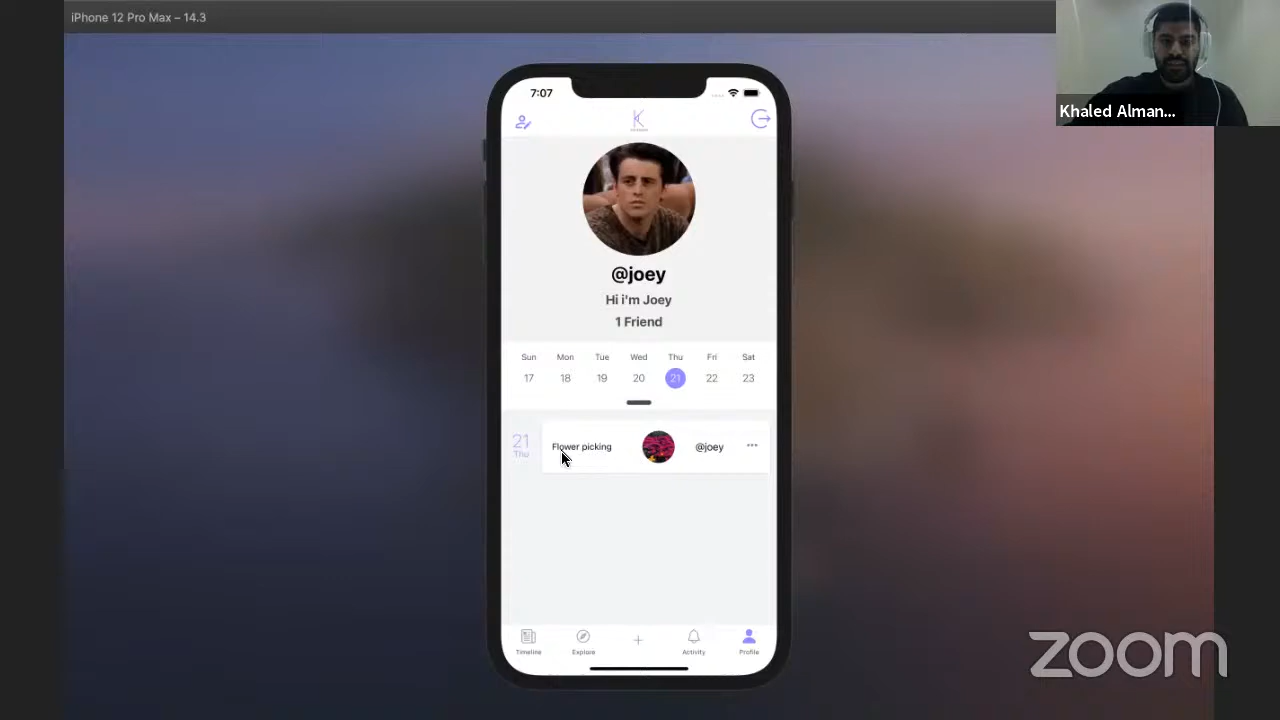 iPhone 12 Pro Max – 14.3
Khaled Alman...
7:07
K
@joey
Hi i'm Joey
1 Friend
Sun Mon Tue Wed Thu Fri Sat
17 18 19 20 21 22 23
21
Thu
Flower picking
@joey
Timeline
Explore
Activity
Profile
zoom